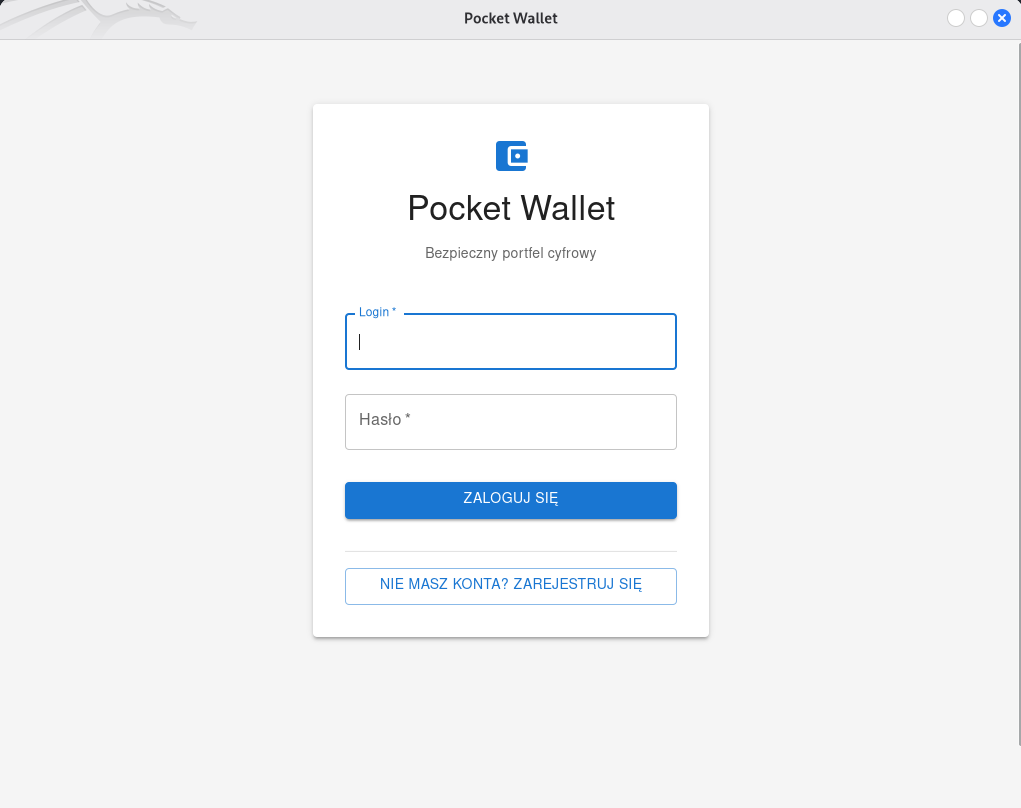 Pocket Wallet
Pocket Wallet
Bezpieczny portfel cyfrowy
Login *
Hasło *
ZALOGUJ SIĘ
NIE MASZ KONTA? ZAREJESTRUJ SIĘ